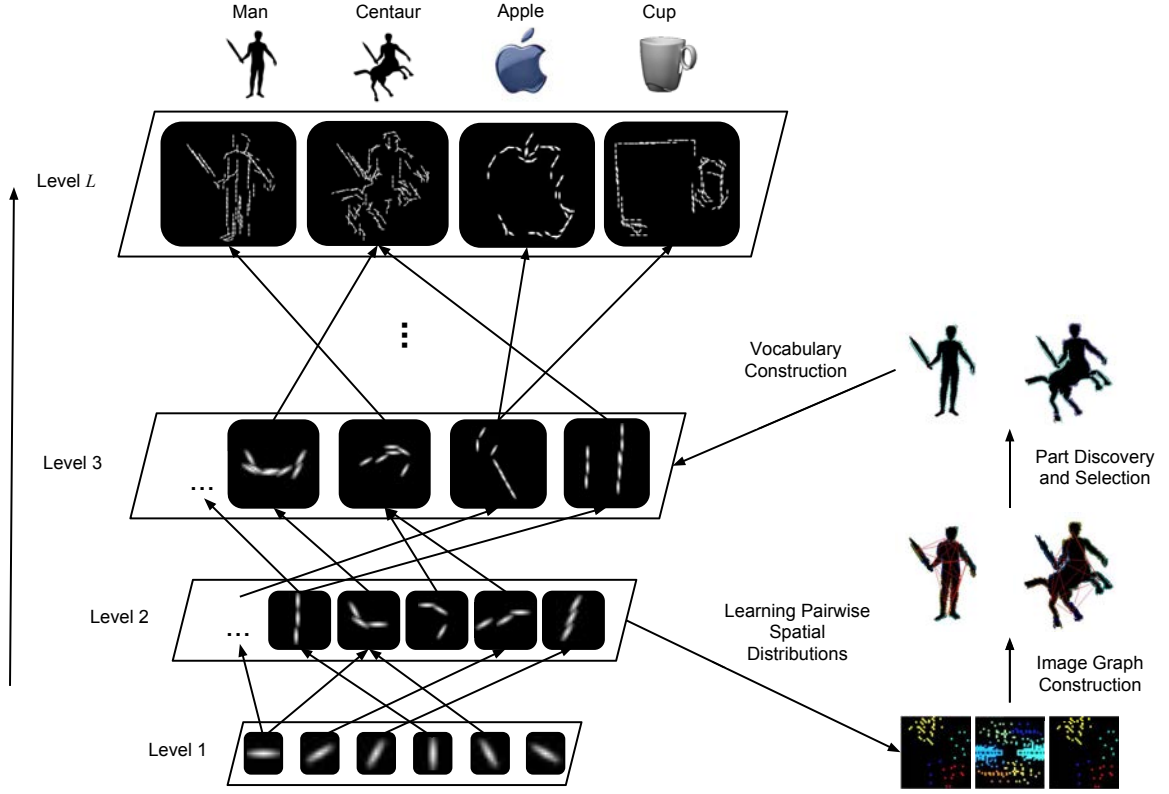 Man
Centaur
Apple
Cup
Level L
⋮
Vocabulary
Construction
Level 3
...
Part Discovery
and Selection
Level 2
...
Learning Pairwise
Spatial
Distributions
Image Graph
Construction
Level 1